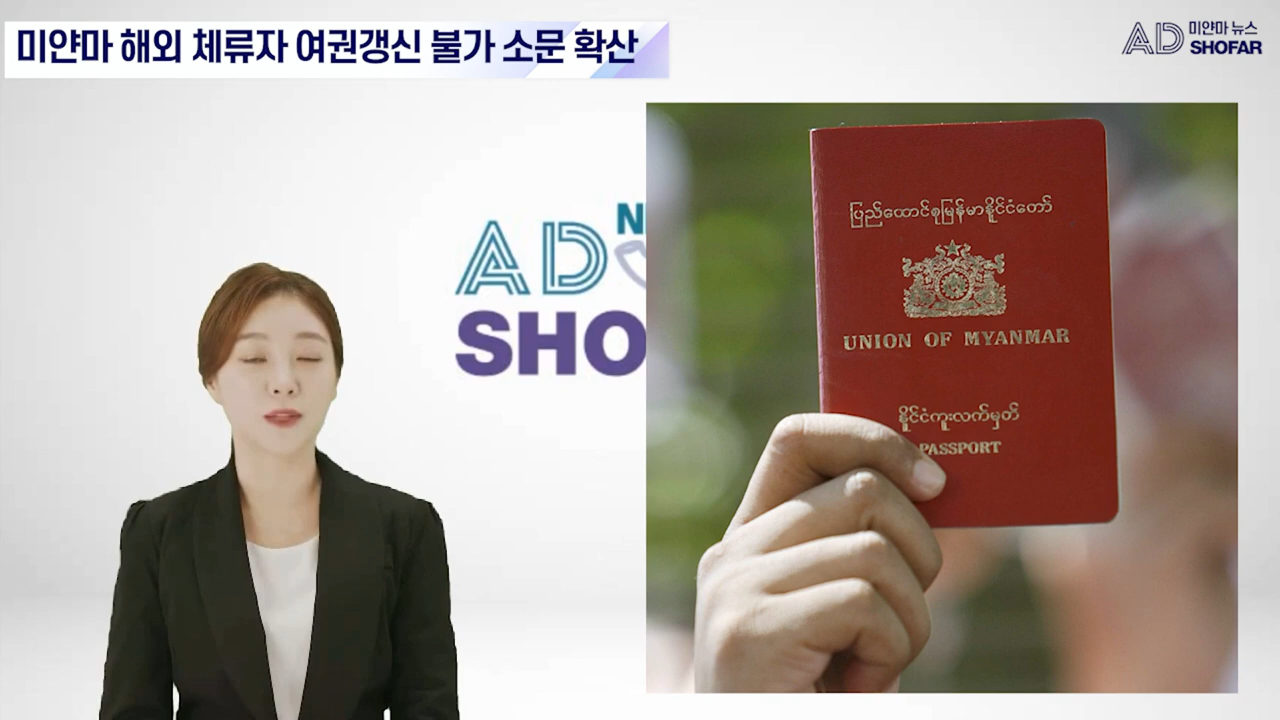 미얀마 해외 체류자 여권갱신 불가 소문 확산
AD 미얀마 뉴스
SHOFAR
AD
SHO
ပြည်ထောင်စုမြန်မာနိုင်ငံတော်
UNION OF MYANMAR
နိုင်ငံကူးလက်မှတ်
PASSPORT